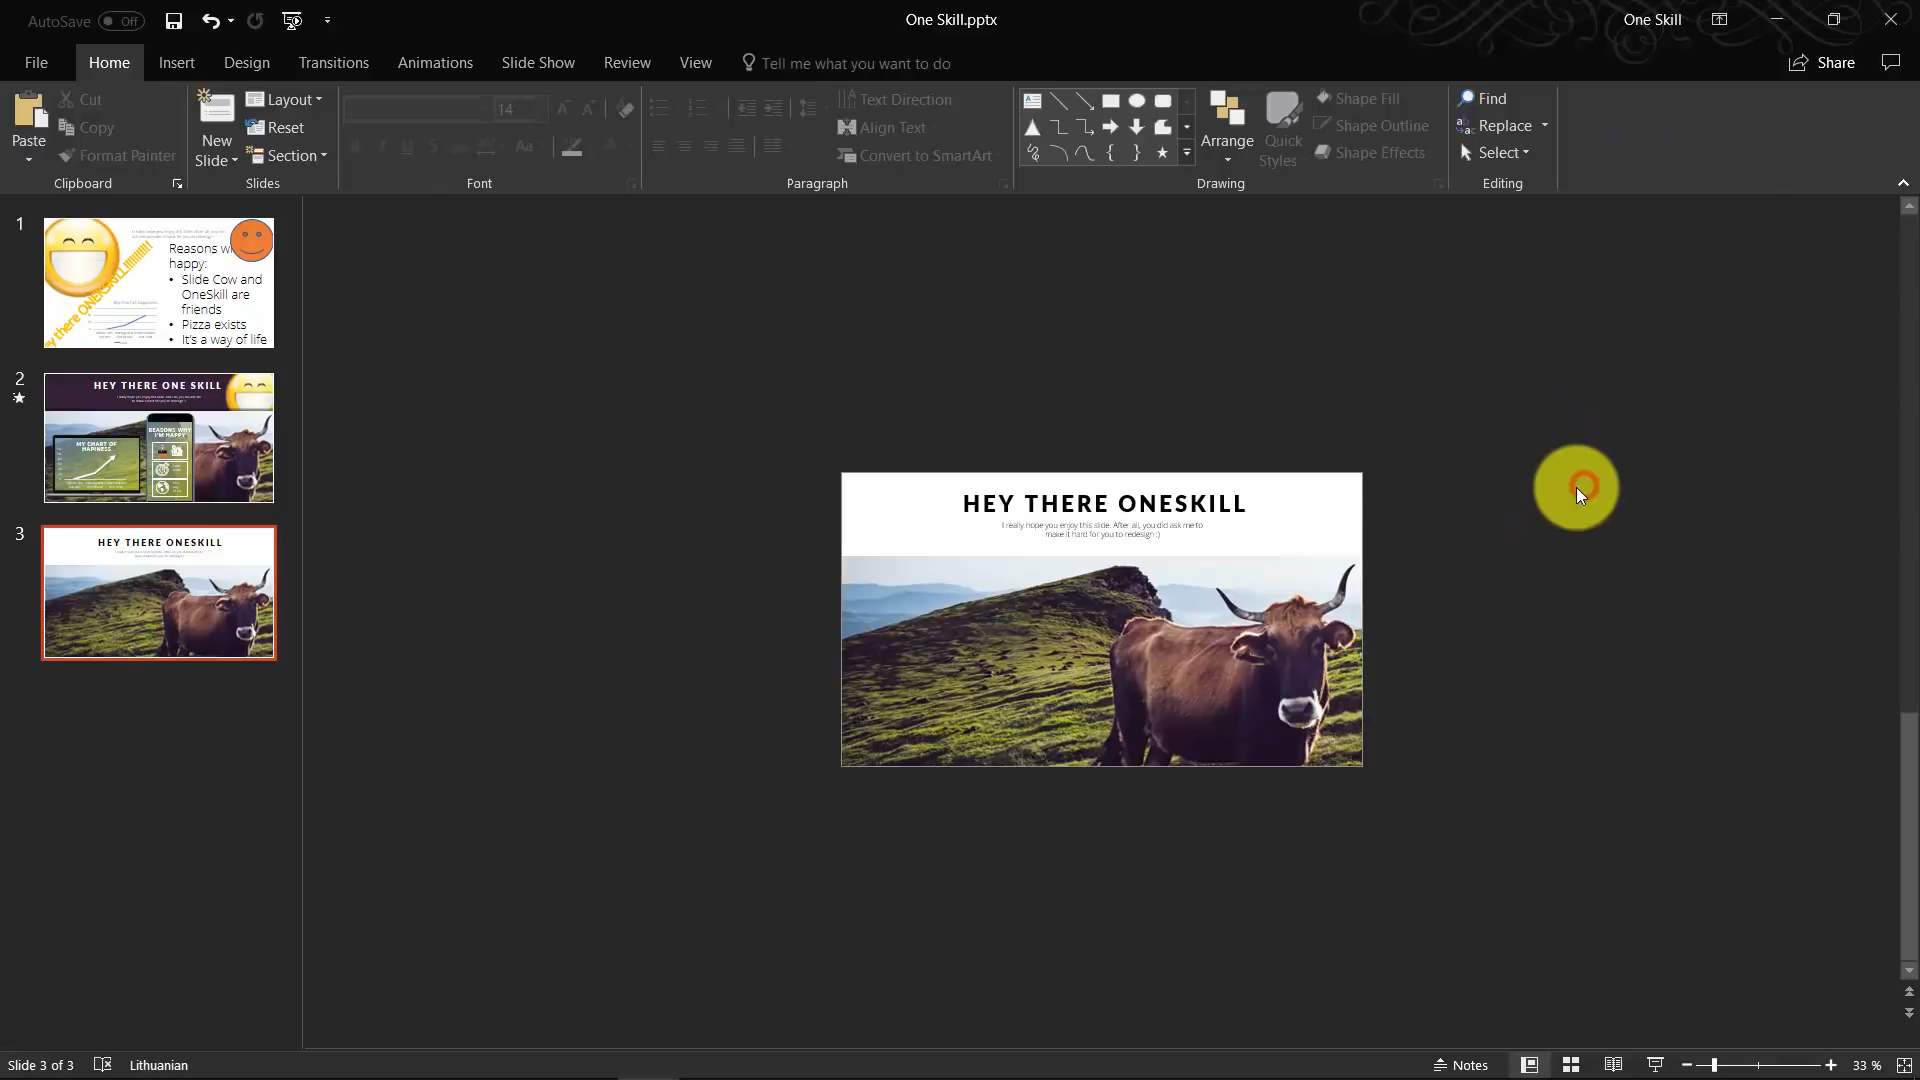 AutoSave Off
One Skill.pptx
One Skill
File Home Insert Design Transitions Animations Slide Show Review View Tell me what you want to do
Share
Paste
Cut
Copy
Format Painter
Clipboard
New
Slide
Layout
Reset
Section
Slides
14
Aa
Font
Text Direction
Align Text
Convert to SmartArt
Paragraph
Arrange
Quick
Styles
Shape Fill
Shape Outline
Shape Effects
Drawing
Find
Replace
Select
Editing
1
Reasons
happy:
• Slide Cow and
OneSkill are
friends
• Pizza exists
• It's a way of life
there ONESKILL!!!!!!!!!
2
HEY THERE ONE SKILL
MY CHART OF
HAPINESS
REASONS WHY
I'M HAPPY
3
HEY THERE ONESKILL
HEY THERE ONESKILL
I really hope you enjoy this slide. After all, you did ask me to
make it hard for you to redesign :)
Slide 3 of 3
Lithuanian
Notes
33 %